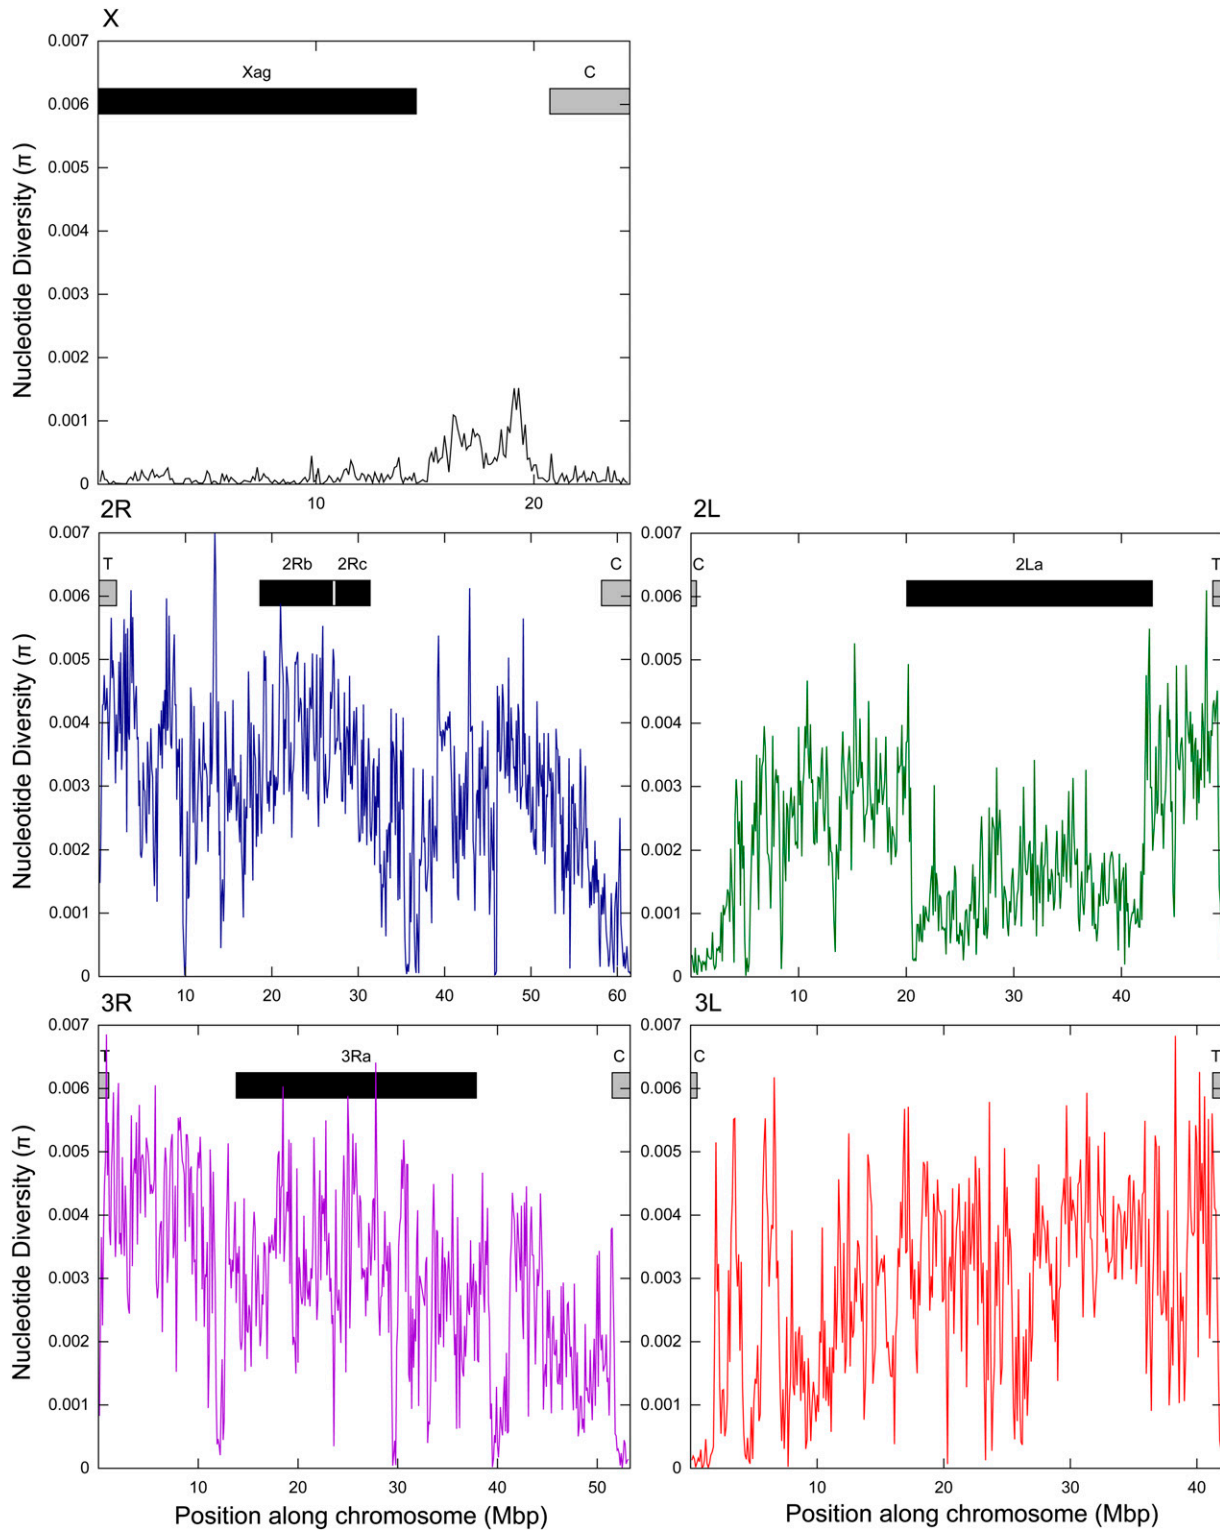 X
0.007
0.006
0.005
0.004
0.003
0.002
0.001
0
Nucleotide Diversity (π)
Xag
C
10 20
2R
0.007
0.006
0.005
0.004
0.003
0.002
0.001
0
Nucleotide Diversity (π)
T 2Rb 2Rc C
10 20 30 40 50 60
2L
0.007
0.006
0.005
0.004
0.003
0.002
0.001
0
C 2La T
10 20 30 40
3R
0.007
0.006
0.005
0.004
0.003
0.002
0.001
0
Nucleotide Diversity (π)
T 3Ra C
10 20 30 40 50
Position along chromosome (Mbp)
3L
0.007
0.006
0.005
0.004
0.003
0.002
0.001
0
C T
10 20 30 40
Position along chromosome (Mbp)